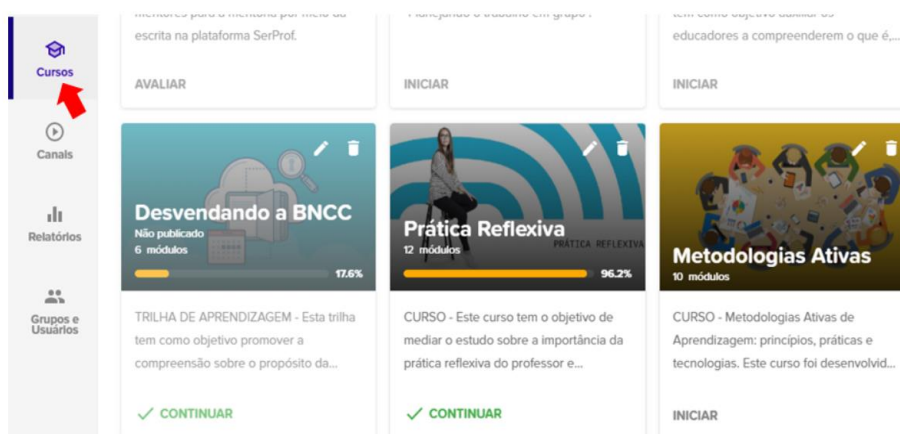 Cursos
Canais
Relatórios
Grupos e
Usuários
mentores para a mentoria por meio da
escrita na plataforma SerProf.
AVALIAR
"Planejando o trabalho em grupo".
INICIAR
tem como objetivo auxiliar os
educadores a compreenderem o que é,...
INICIAR
Desvendando a BNCC
Não publicado
6 módulos
17.6%
TRILHA DE APRENDIZAGEM - Esta trilha
tem como objetivo promover a
compreensão sobre o propósito da...
CONTINUAR
Prática Reflexiva
12 módulos
PRÁTICA REFLEXIVA
96.2%
CURSO - Este curso tem o objetivo de
mediar o estudo sobre a importância da
prática reflexiva do professor e...
CONTINUAR
Metodologias Ativas
10 módulos
CURSO - Metodologias Ativas de
Aprendizagem: princípios, práticas e
tecnologias. Este curso foi desenvolvid...
INICIAR